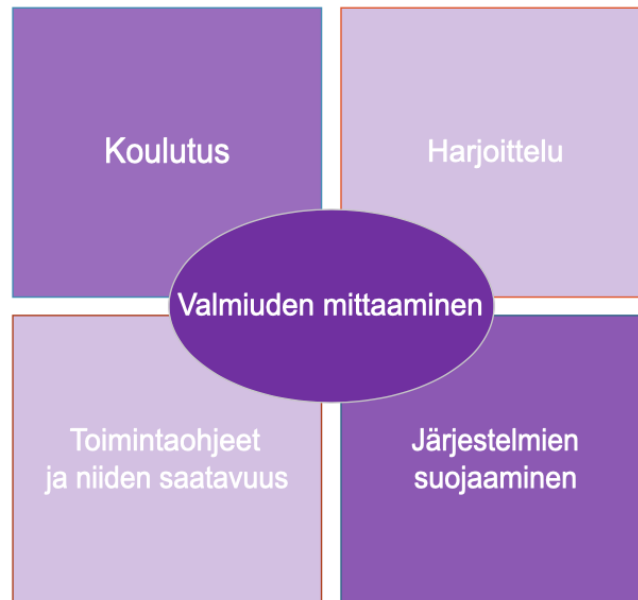 Koulutus
Harjoittelu
Valmiuden mittaaminen
Toimintaohjeet
ja niiden saatavuus
Järjestelmien
suojaaminen